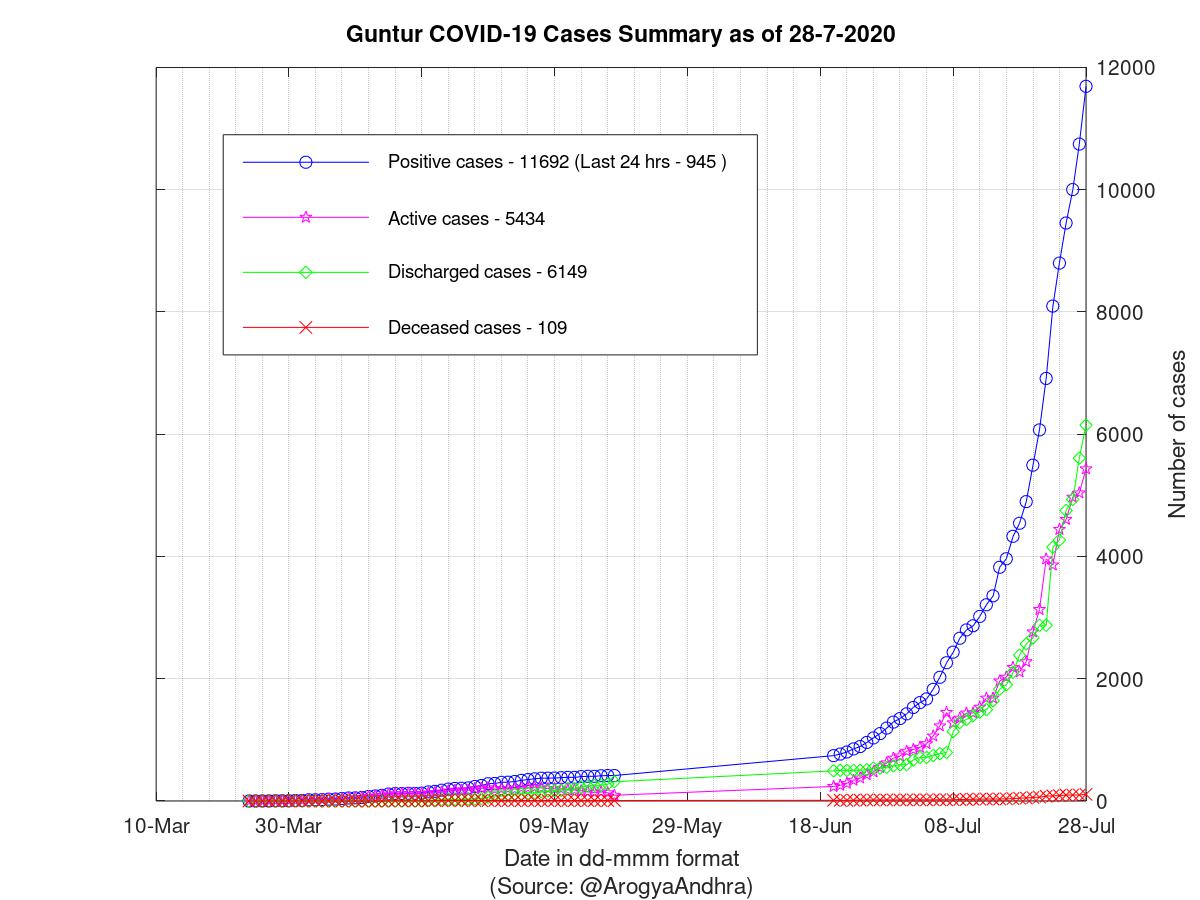 Guntur COVID-19 Cases Summary as of 28-7-2020
Positive cases - 11692 (Last 24 hrs - 945 )
Active cases - 5434
Discharged cases - 6149
Deceased cases - 109
12000
10000
8000
6000
4000
2000
0
Number of cases
10-Mar 30-Mar 19-Apr 09-May 29-May 18-Jun 08-Jul 28-Jul
Date in dd-mmm format
(Source: @ArogyaAndhra)